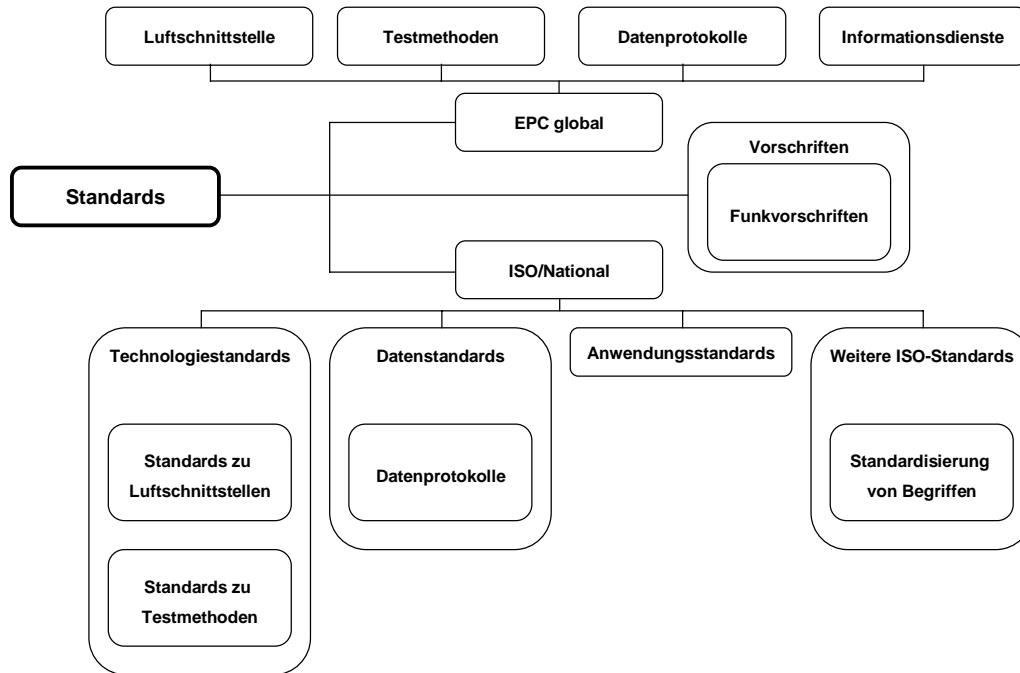 Luftschnittstelle
Testmethoden
Datenprotokolle
Informationsdienste
EPC global
Vorschriften
Standards
Funkvorschriften
ISO/National
Technologiestandards
Datenstandards
Anwendungsstandards
Weitere ISO-Standards
Standards zu
Luftschnittstellen
Datenprotokolle
Standardisierung
von Begriffen
Standards zu
Testmethoden